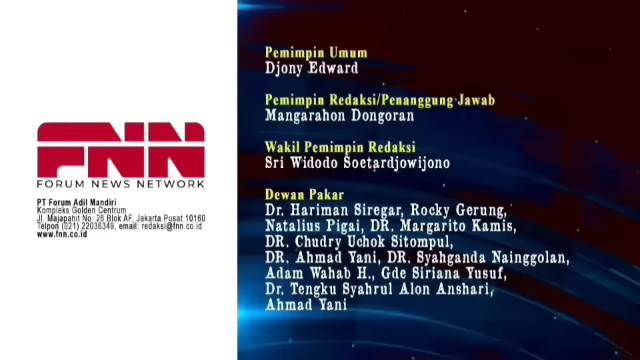 FNN
FORUM NEWS NETWORK
PT Forum Adil Mandiri
Kompleks Golden Centrum
Jl. Majapahit No. 26 Blok AF, Jakarta Pusat 10160
Telpon (021) 22036349, email: redaksi@fnn.co.id
www.fnn.co.id
Pemimpin Umum
Djony Edward
Pemimpin Redaksi/Penanggung Jawab
Mangarahon Dongoran
Wakil Pemimpin Redaksi
Sri Widodo Soetardjowijono
Dewan Pakar
Dr. Hariman Siregar, Rocky Gerung,
Natalius Pigai, DR. Margarito Kamis,
DR. Chudry Uchok Sitompul,
DR. Ahmad Yani, DR. Syahganda Nainggolan,
Adam Wahab H., Gde Siriana Yusuf,
Dr. Tengku Syahrul Alon Anshari,
Ahmad Yani